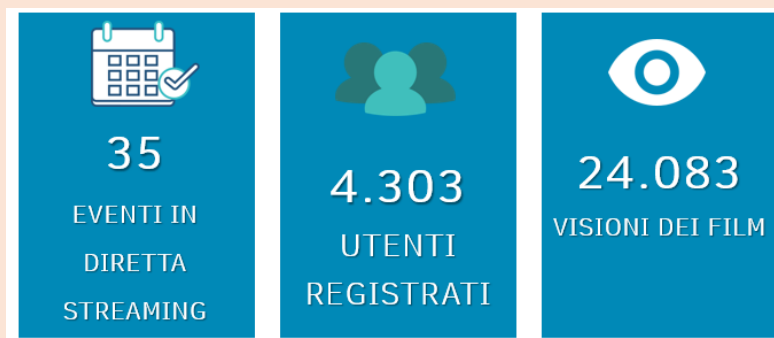 35
EVENTI IN
DIRETTA
STREAMING
4.303
UTENTI
REGISTRATI
24.083
VISIONI DEI FILM